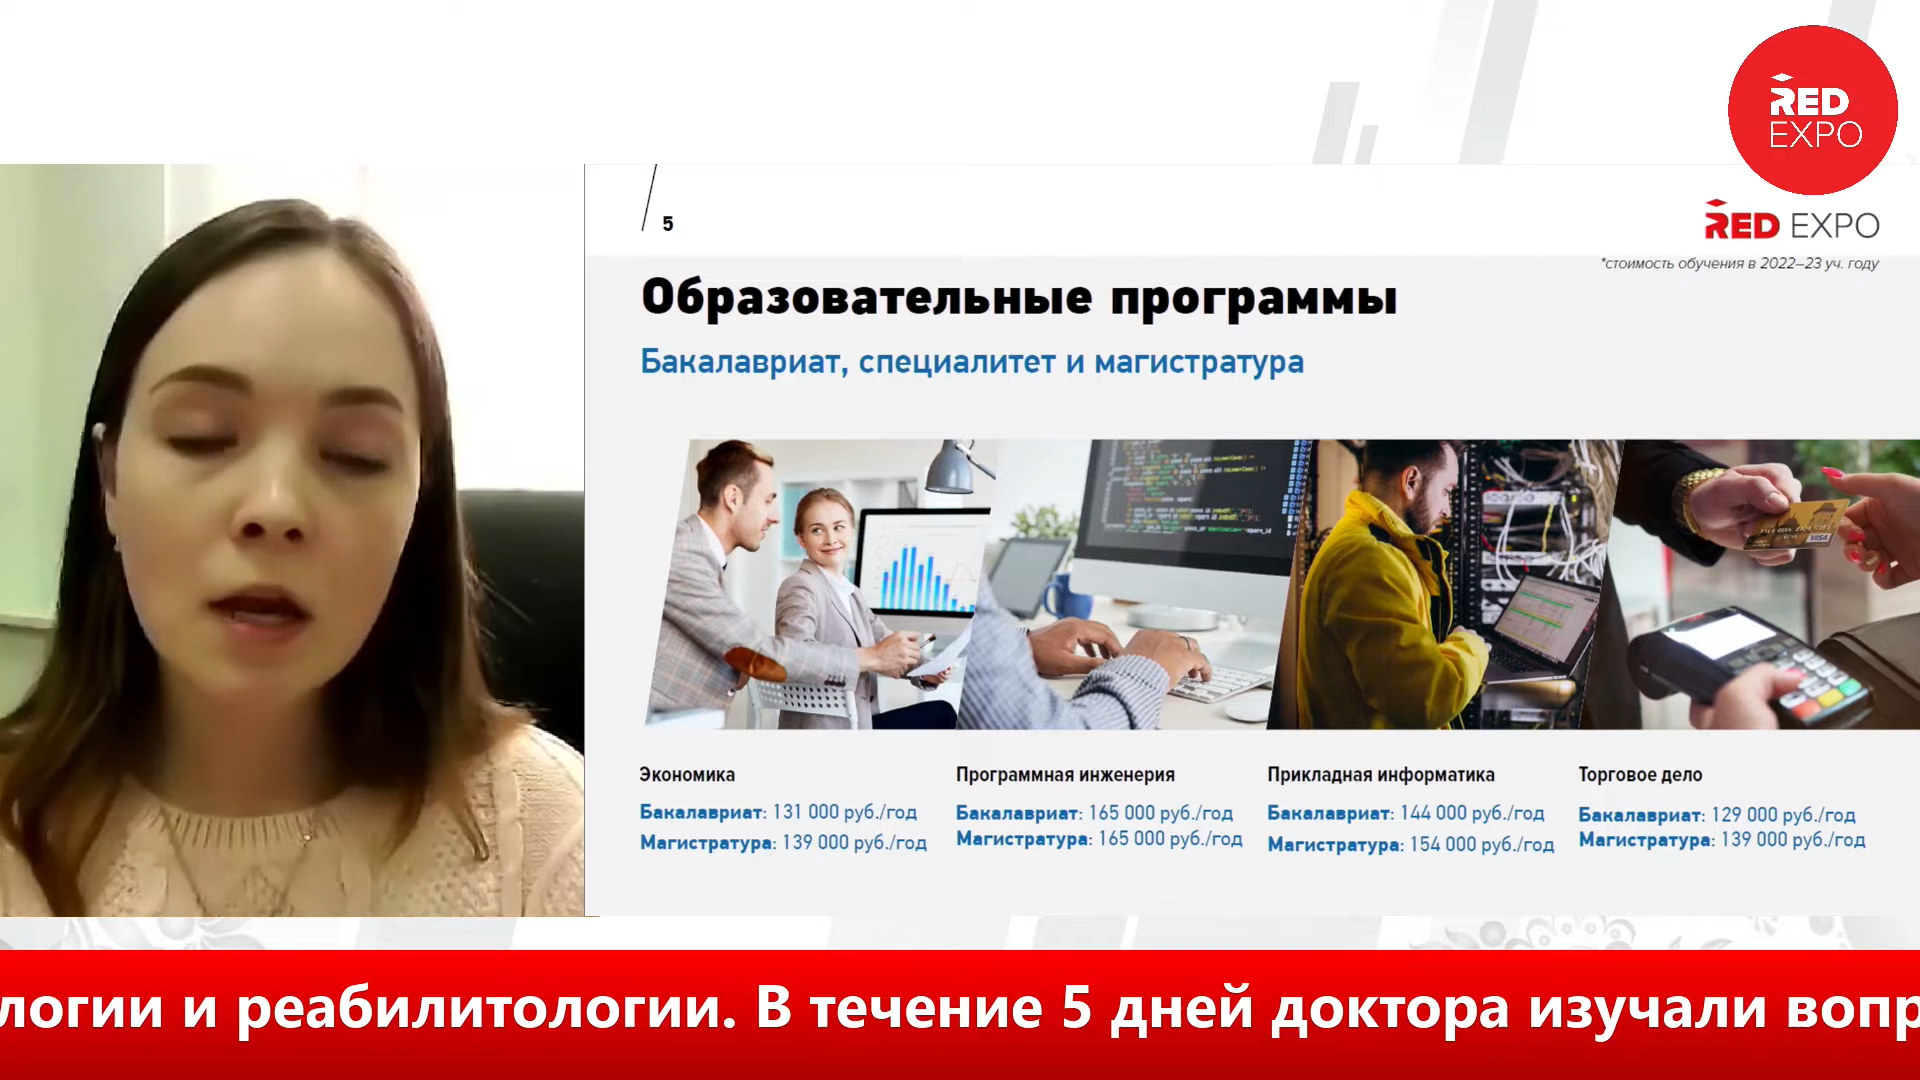 RED
EXPO
5
RED EXPO
*стоимость обучения в 2022–23 уч. году
Образовательные программы
Бакалавриат, специалитет и магистратура
VISA
Экономика
Бакалавриат: 131 000 руб./год
Магистратура: 139 000 руб./год
Программная инженерия
Бакалавриат: 165 000 руб./год
Магистратура: 165 000 руб./год
Прикладная информатика
Бакалавриат: 144 000 руб./год
Магистратура: 154 000 руб./год
Торговое дело
Бакалавриат: 129 000 руб./год
Магистратура: 139 000 руб./год
логии и реабилитологии. В течение 5 дней доктора изучали вопр